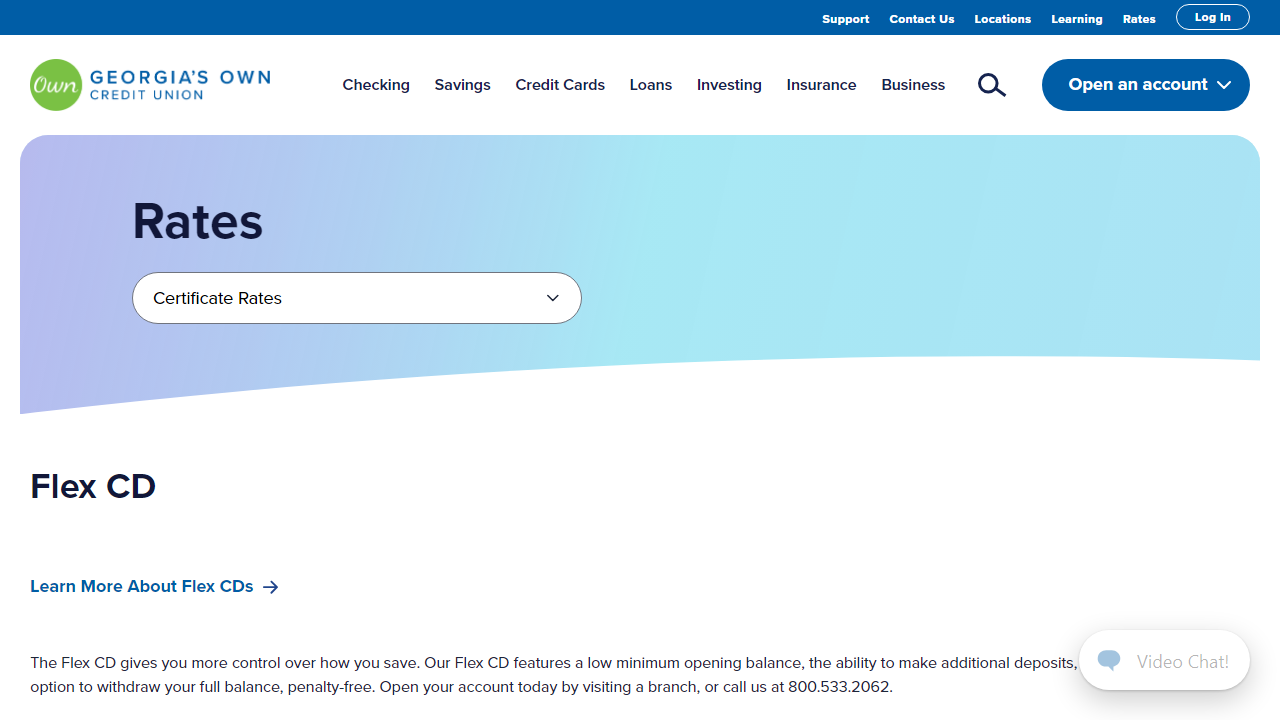 Support Contact Us Locations Learning Rates Log In
Own GEORGIA'S OWN
CREDIT UNION
Checking Savings Credit Cards Loans Investing Insurance Business Open an account
Rates
Certificate Rates
Flex CD
Learn More About Flex CDs
The Flex CD gives you more control over how you save. Our Flex CD features a low minimum opening balance, the ability to make additional deposits,
option to withdraw your full balance, penalty-free. Open your account today by visiting a branch, or call us at 800.533.2062.
Video Chat!